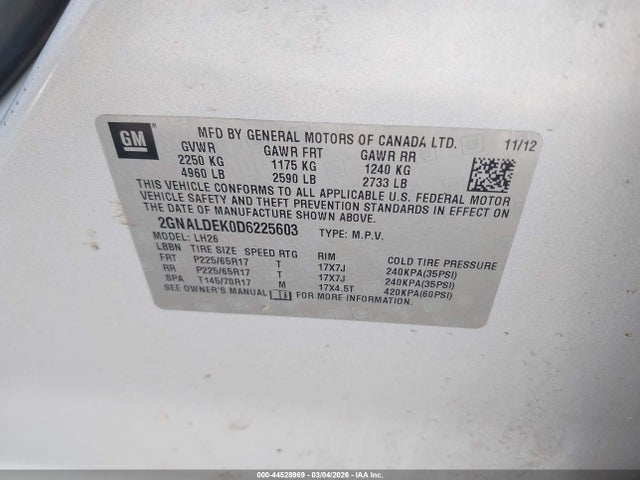 GM
MFD BY GENERAL MOTORS OF CANADA LTD. 11/12
GVWR GAWR FRT GAWR RR
2250 KG 1175 KG 1240 KG
4960 LB 2590 LB 2733 LB
THIS VEHICLE CONFORMS TO ALL APPLICABLE U.S. FEDERAL MOTOR
VEHICLE SAFETY AND THEFT PREVENTION STANDARDS IN EFFECT ON
THE DATE OF MANUFACTURE SHOWN ABOVE.
2GNALDEK0D6225603 TYPE: M.P.V.
MODEL: LH26
LBBN TIRE SIZE SPEED RTG RIM COLD TIRE PRESSURE
FRT P225/65R17 T 17X7J 240KPA(35PSI)
RR P225/65R17 T 17X7J 240KPA(35PSI)
SPA T145/70R17 M 17X4.5T 420KPA(60PSI)
SEE OWNER'S MANUAL FOR MORE INFORMATION.
000-44528969 - 03/04/2026 - IAA Inc.